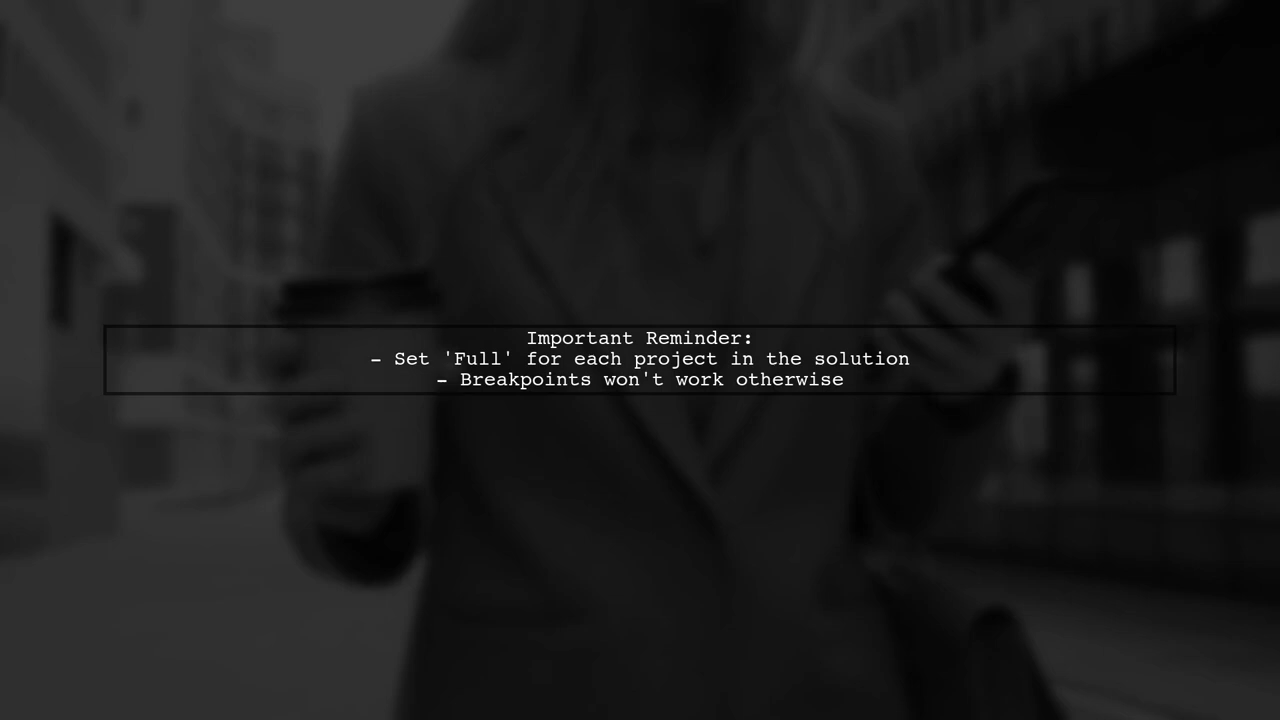 Important Reminder:
- Set 'Full' for each project in the solution
- Breakpoints won't work otherwise